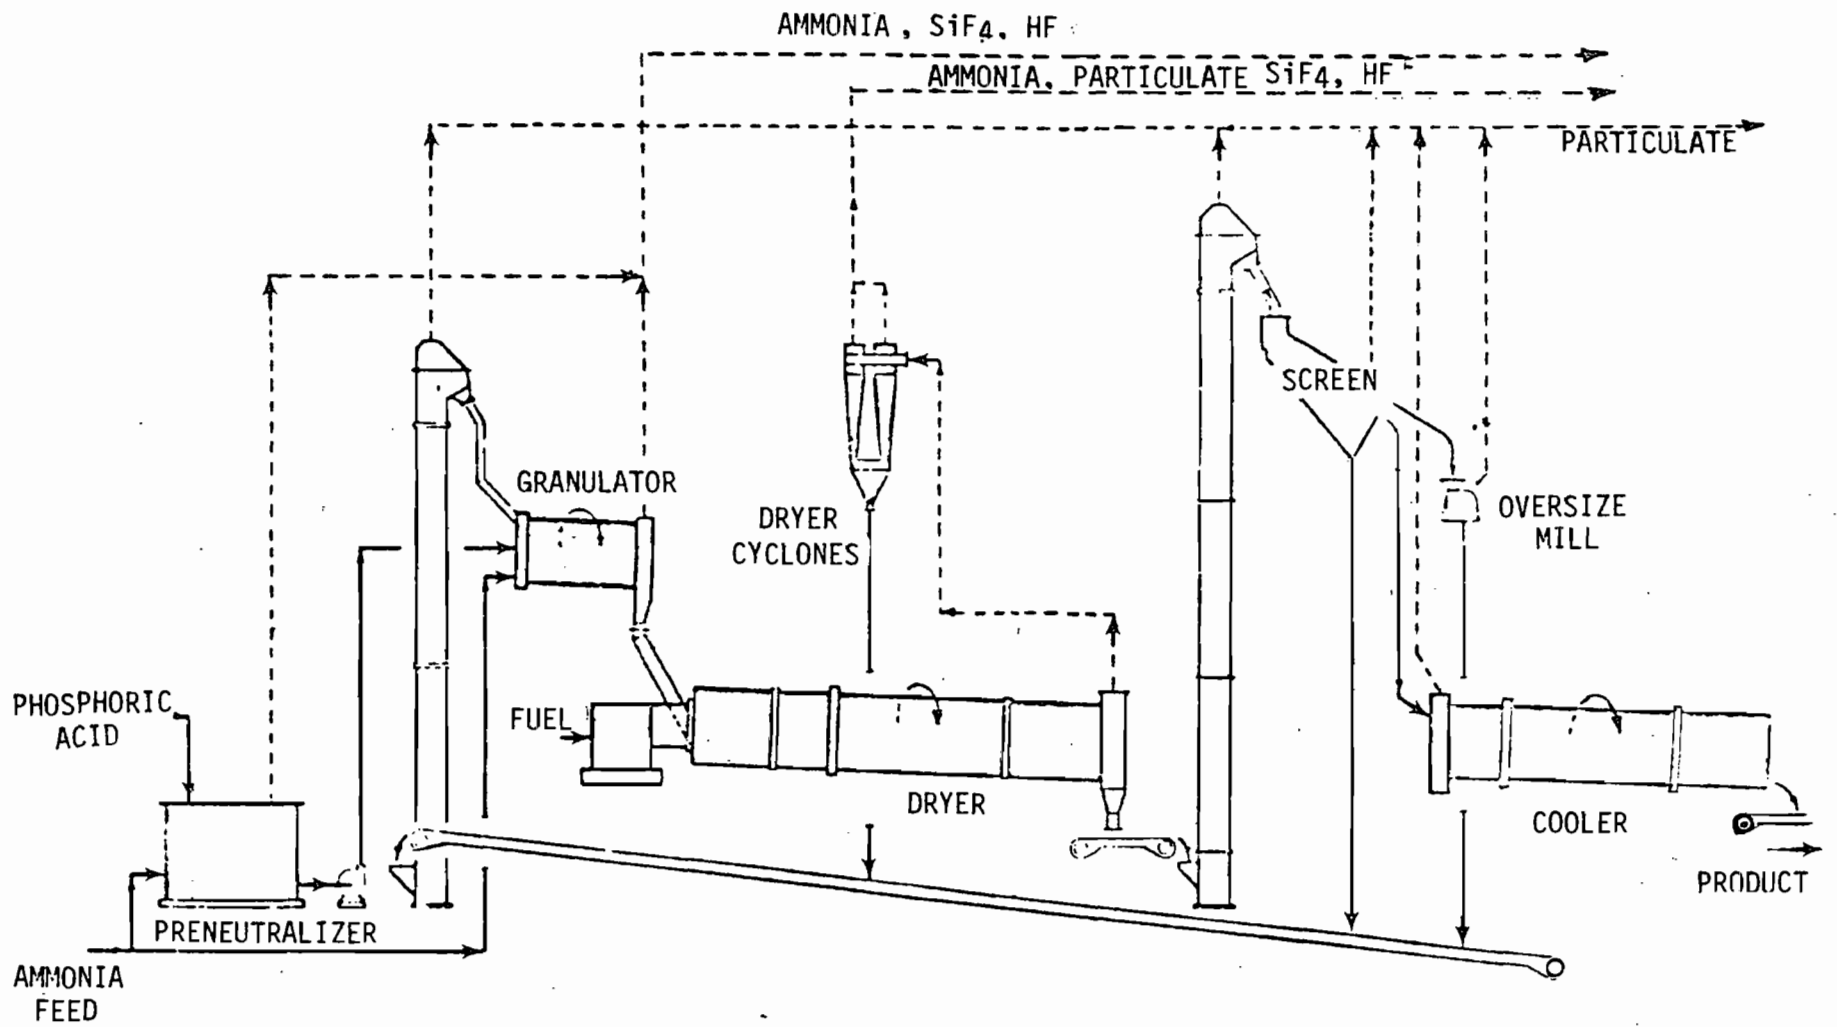 AMMONIA, SiF4, HF
AMMONIA, PARTICULATE SiF4, HF
PARTICULATE
SCREEN
GRANULATOR
OVERSIZE
MILL
DRYER
CYCLONES
PHOSPHORIC
ACID
FUEL
DRYER
COOLER
PRODUCT
PRENEUTRALIZER
AMMONIA
FEED